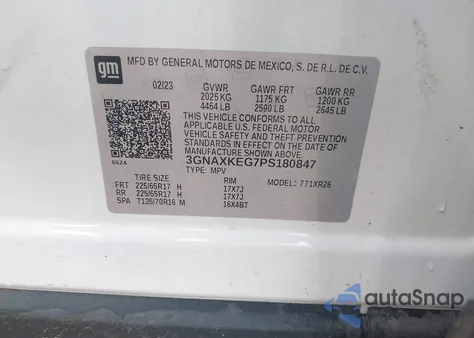 gm
MFD BY GENERAL MOTORS DE MEXICO, S. DE R.L. DE C.V.
02/23 GVWR GAWR FRT GAWR RR
2025 KG 1175 KG 1200 KG
4464 LB 2590 LB 2645 LB
THIS VEHICLE CONFORMS TO ALL APPLICABLE
U.S. FEDERAL MOTOR VEHICLE
SAFETY, BUMPER, AND THEFT PREVENTION
STANDARDS IN EFFECT ON THE DATE OF
MANUFACTURE SHOWN ABOVE.
3GNAXKEG7PS180847
8624 TYPE: MPV MODEL: 771XR26
TIRE SIZE RIM
FRT 225/65R17 H 17X7J
RR 225/65R17 H 17X7J
SPA T135/70R16 M 16X4BT
autoSnap